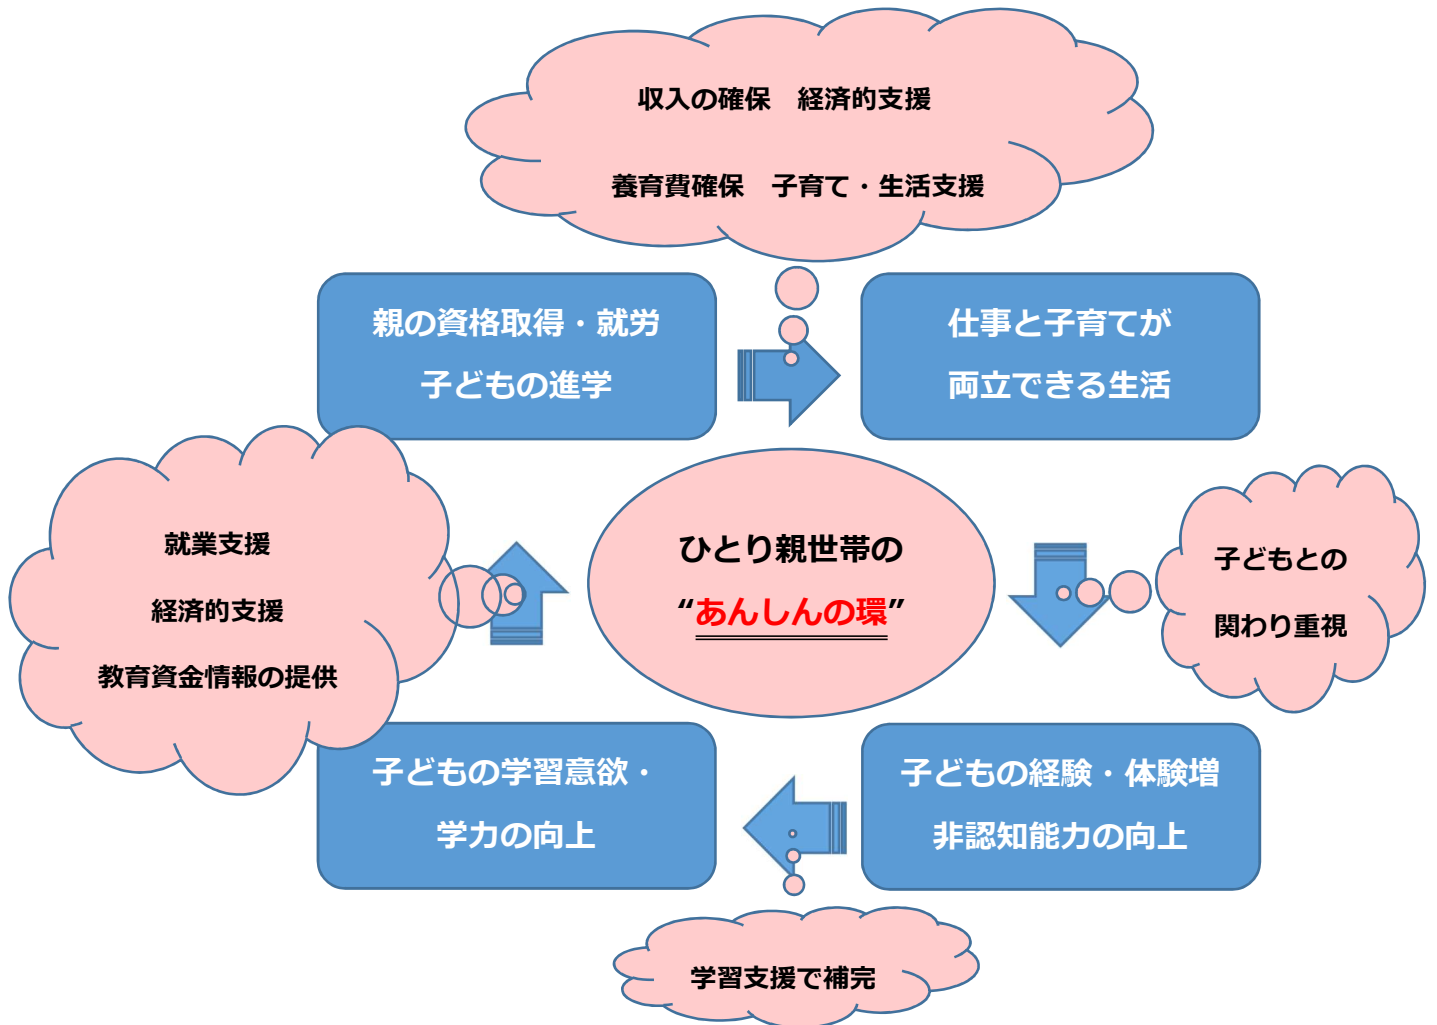 収入の確保　経済的支援
養育費確保　子育て・生活支援
親の資格取得・就労
子どもの進学
仕事と子育てが
両立できる生活
就業支援
経済的支援
教育資金情報の提供
ひとり親世帯の
“あんしんの環”
子どもとの
関わり重視
子どもの学習意欲・
学力の向上
子どもの経験・体験増
非認知能力の向上
学習支援で補完